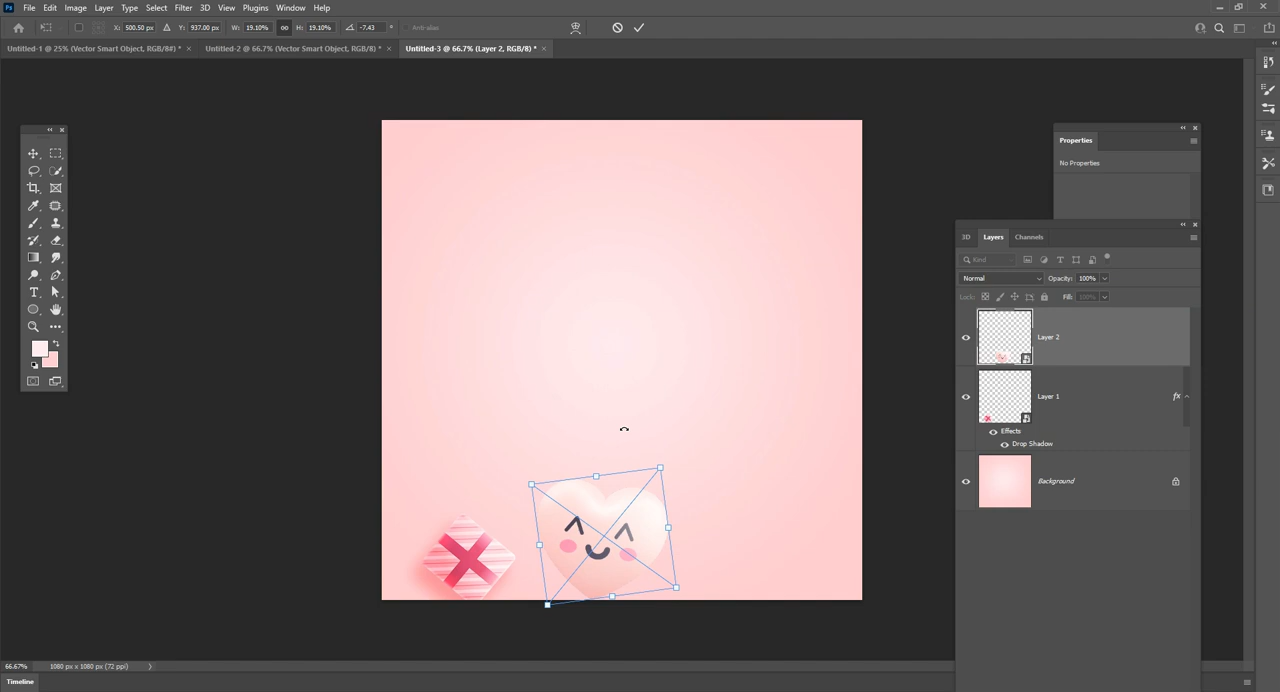 Ps File Edit Image Layer Type Select Filter 3D View Plugins Window Help
X: 500.50 px Y: 937.00 px W: 19.10% H: 19.10% -7.43 ° Anti-alias
Untitled-1 @ 25% (Vector Smart Object, RGB/8#) * × Untitled-2 @ 66.7% (Vector Smart Object, RGB/8) * × Untitled-3 @ 66.7% (Layer 2, RGB/8) * ×
Properties
No Properties
3D Layers Channels
Kind
Normal Opacity: 100%
Lock: Fill: 100%
Layer 2
Layer 1 fx
Effects
Drop Shadow
Background
66.67% 1080 px x 1080 px (72 ppi)
Timeline